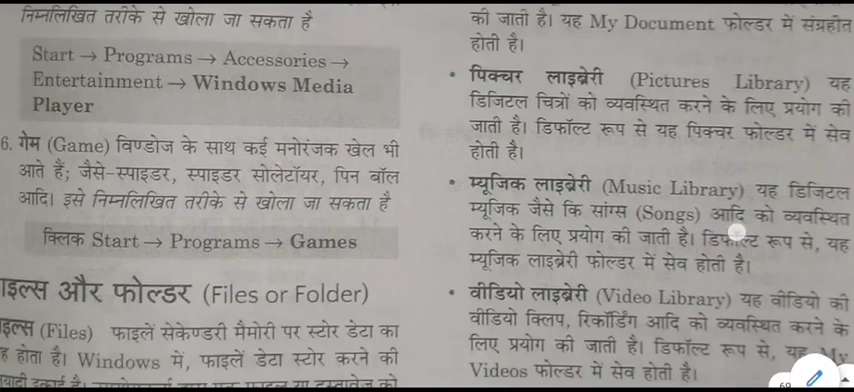 निम्नलिखित तरीके से खोला जा सकता है
Start → Programs → Accessories →
Entertainment → Windows Media
Player
6. गेम (Game) विण्डोज के साथ कई मनोरंजक खेल भी
आते हैं; जैसे-स्पाइडर, स्पाइडर सोलेटॉयर, पिन बॉल
आदि। इसे निम्नलिखित तरीके से खोला जा सकता है
क्लिक Start → Programs → Games
इल्स और फोल्डर (Files or Folder)
इल्स (Files) फाइलें सेकेण्डरी मैमोरी पर स्टोर डेटा का
ह होता है। Windows में, फाइलें डेटा स्टोर करने की
की जाती है। यह My Document फोल्डर में संग्रहीत
होती है।
• पिक्चर लाइब्रेरी (Pictures Library) यह
डिजिटल चित्रों को व्यवस्थित करने के लिए प्रयोग की
जाती है। डिफॉल्ट रूप से यह पिक्चर फोल्डर में सेव
होती है।
• म्यूजिक लाइब्रेरी (Music Library) यह डिजिटल
म्यूजिक जैसे कि सांग्स (Songs) आदि को व्यवस्थित
करने के लिए प्रयोग की जाती है। डिफॉल्ट रूप से, यह
म्यूजिक लाइब्रेरी फोल्डर में सेव होती है।
• वीडियो लाइब्रेरी (Video Library) यह वीडियो की
वीडियो क्लिप, रिकॉर्डिंग आदि को व्यवस्थित करने के
लिए प्रयोग की जाती है। डिफॉल्ट रूप से, यह My
Videos फोल्डर में सेव होती है।
69